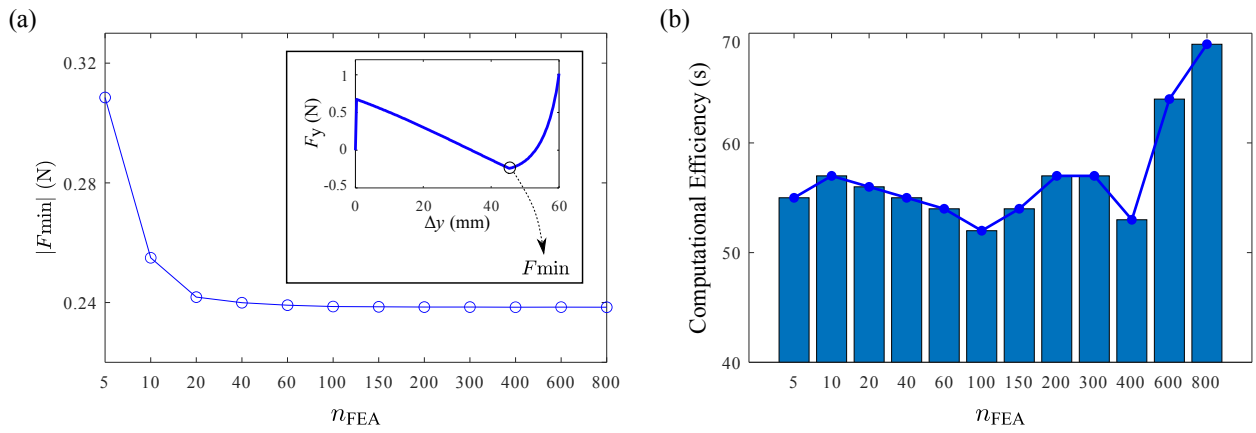 (a)
0.32
0.28
0.24
|Fmin| (N)
5 10 20 40 60 100 150 200 300 400 600 800
nFEA
1
0.5
0
-0.5
Fy (N)
0 20 40 60
Δy (mm)
Fmin
(b)
70
60
50
40
Computational Efficiency (s)
5 10 20 40 60 100 150 200 300 400 600 800
nFEA